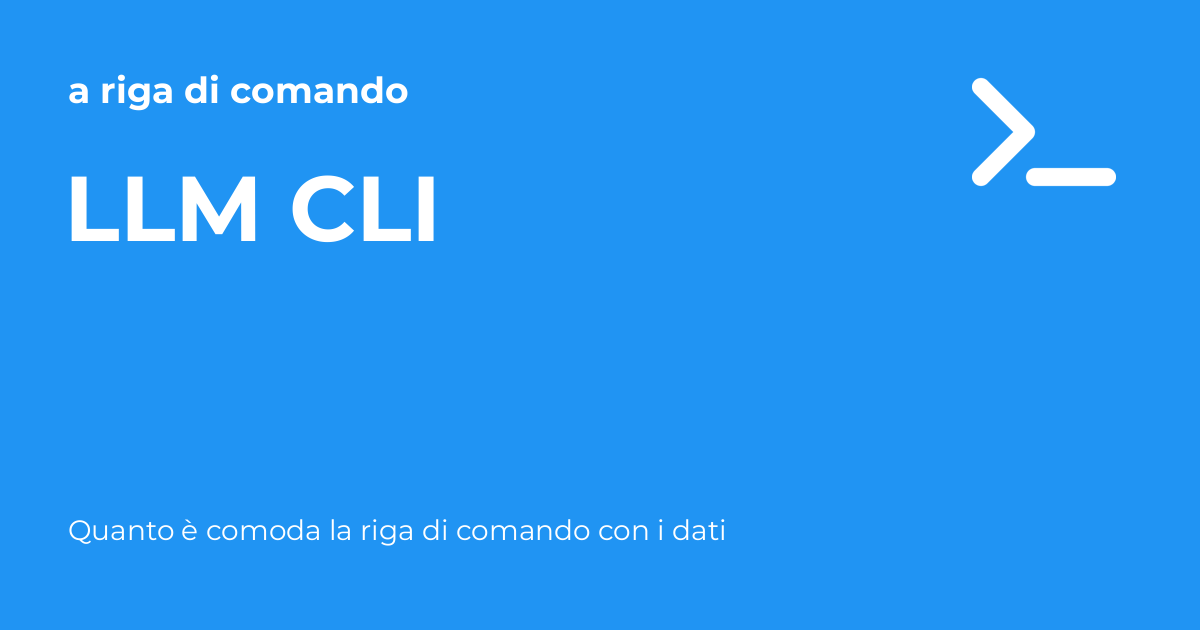 a riga di comando
LLM CLI
Quanto è comoda la riga di comando con i dati